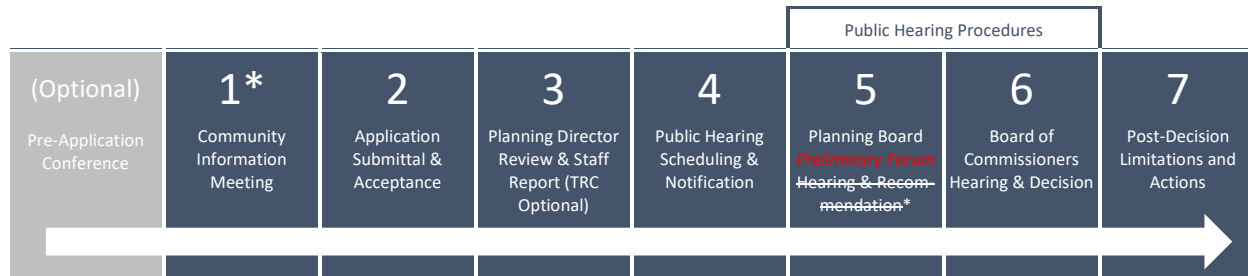 Public Hearing Procedures
(Optional)
Pre-Application
Conference
1*
Community
Information
Meeting
2
Application
Submittal &
Acceptance
3
Planning Director
Review & Staff
Report (TRC
Optional)
4
Public Hearing
Scheduling &
Notification
5
Planning Board
Preliminary Forum
Hearing & Recom-
mendation*
6
Board of
Commissioners
Hearing & Decision
7
Post-Decision
Limitations and
Actions